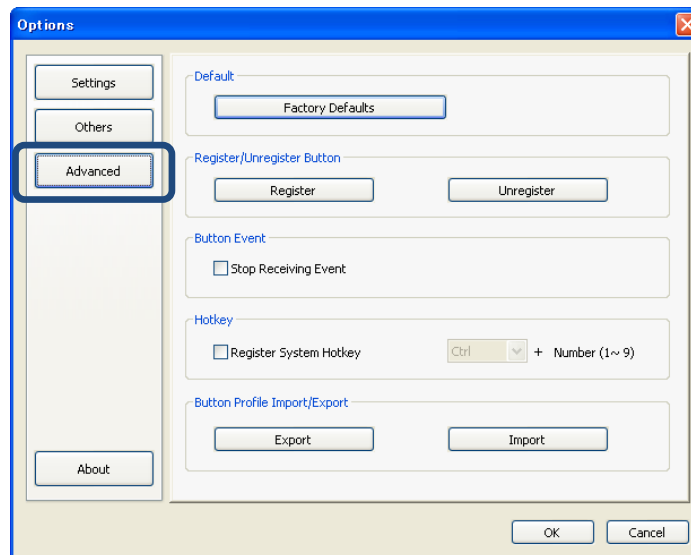 Options
Settings
Others
Advanced
About
Default
Factory Defaults
Register/Unregister Button
Register Unregister
Button Event
Stop Receiving Event
Hotkey
Register System Hotkey Ctrl + Number (1~ 9)
Button Profile Import/Export
Export Import
OK Cancel